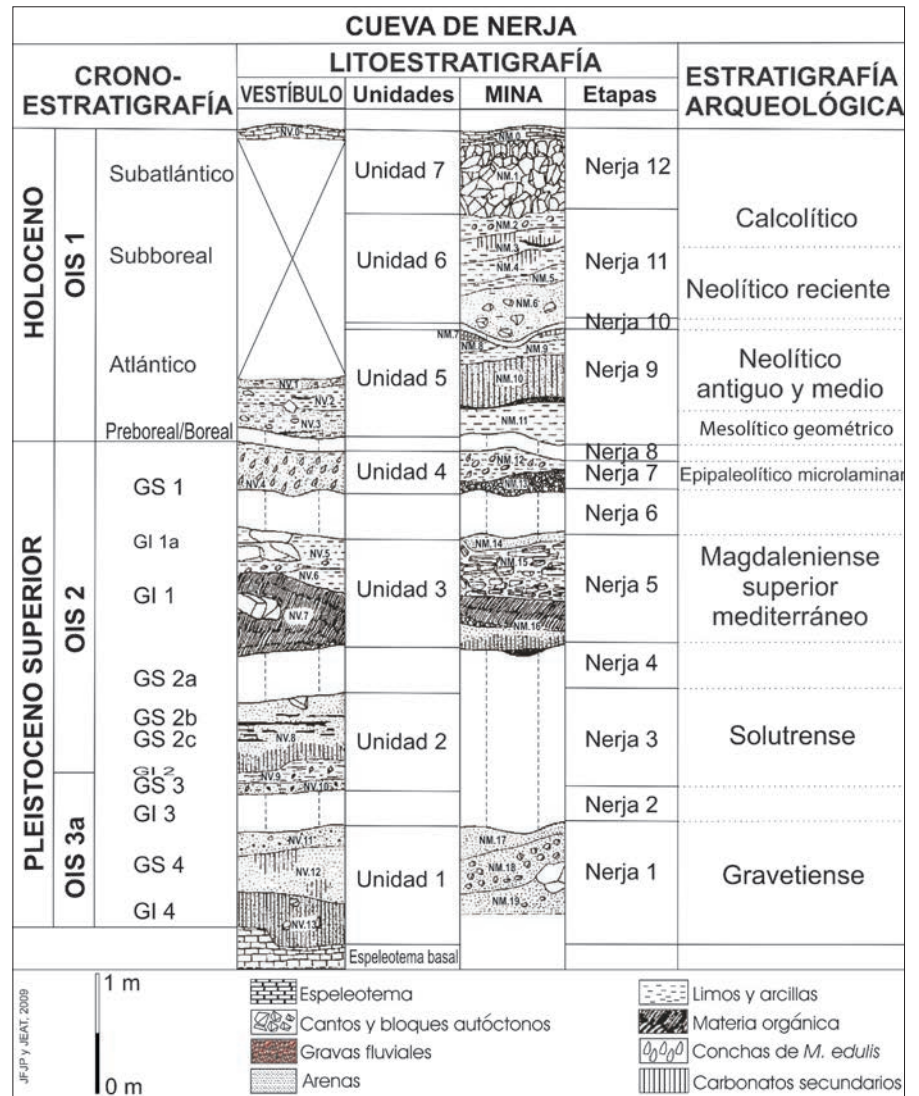 CUEVA DE NERJA
CRONO-
ESTRATIGRAFÍA
LITOESTRATIGRAFÍA
VESTÍBULO
Unidades
MINA
Etapas
ESTRATIGRAFÍA
ARQUEOLÓGICA
HOLOCENO
OIS 1
PLEISTOCENO SUPERIOR
OIS 2
OIS 3a
Subatlántico
Subboreal
Atlántico
Preboreal/Boreal
GS 1
GI 1a
GI 1
GS 2a
GS 2b
GS 2c
GI 2
GS 3
GI 3
GS 4
GI 4
NV.0
NV.1
NV.2
NV.3
NV.4
NV.5
NV.6
NV.7
NV.8
NV.9
NV.10
NV.11
NV.12
NV.13
Unidad 7
Unidad 6
Unidad 5
Unidad 4
Unidad 3
Unidad 2
Unidad 1
Espeleotema basal
NM.0
NM.1
NM.2
NM.3
NM.4
NM.5
NM.6
NM.7
NM.8
NM.9
NM.10
NM.11
NM.12
NM.13
NM.14
NM.15
NM.16
NM.17
NM.18
NM.19
Nerja 12
Nerja 11
Nerja 10
Nerja 9
Nerja 8
Nerja 7
Nerja 6
Nerja 5
Nerja 4
Nerja 3
Nerja 2
Nerja 1
Calcolítico
Neolítico reciente
Neolítico
antiguo y medio
Mesolítico geométrico
Epipaleolítico microlaminar
Magdaleniense
superior
mediterráneo
Solutrense
Gravetiense
JFJP y JEAT, 2009
1 m
0 m
Espeleotema
Cantos y bloques autóctonos
Gravas fluviales
Arenas
Limos y arcillas
Materia orgánica
Conchas de M. edulis
Carbonatos secundarios